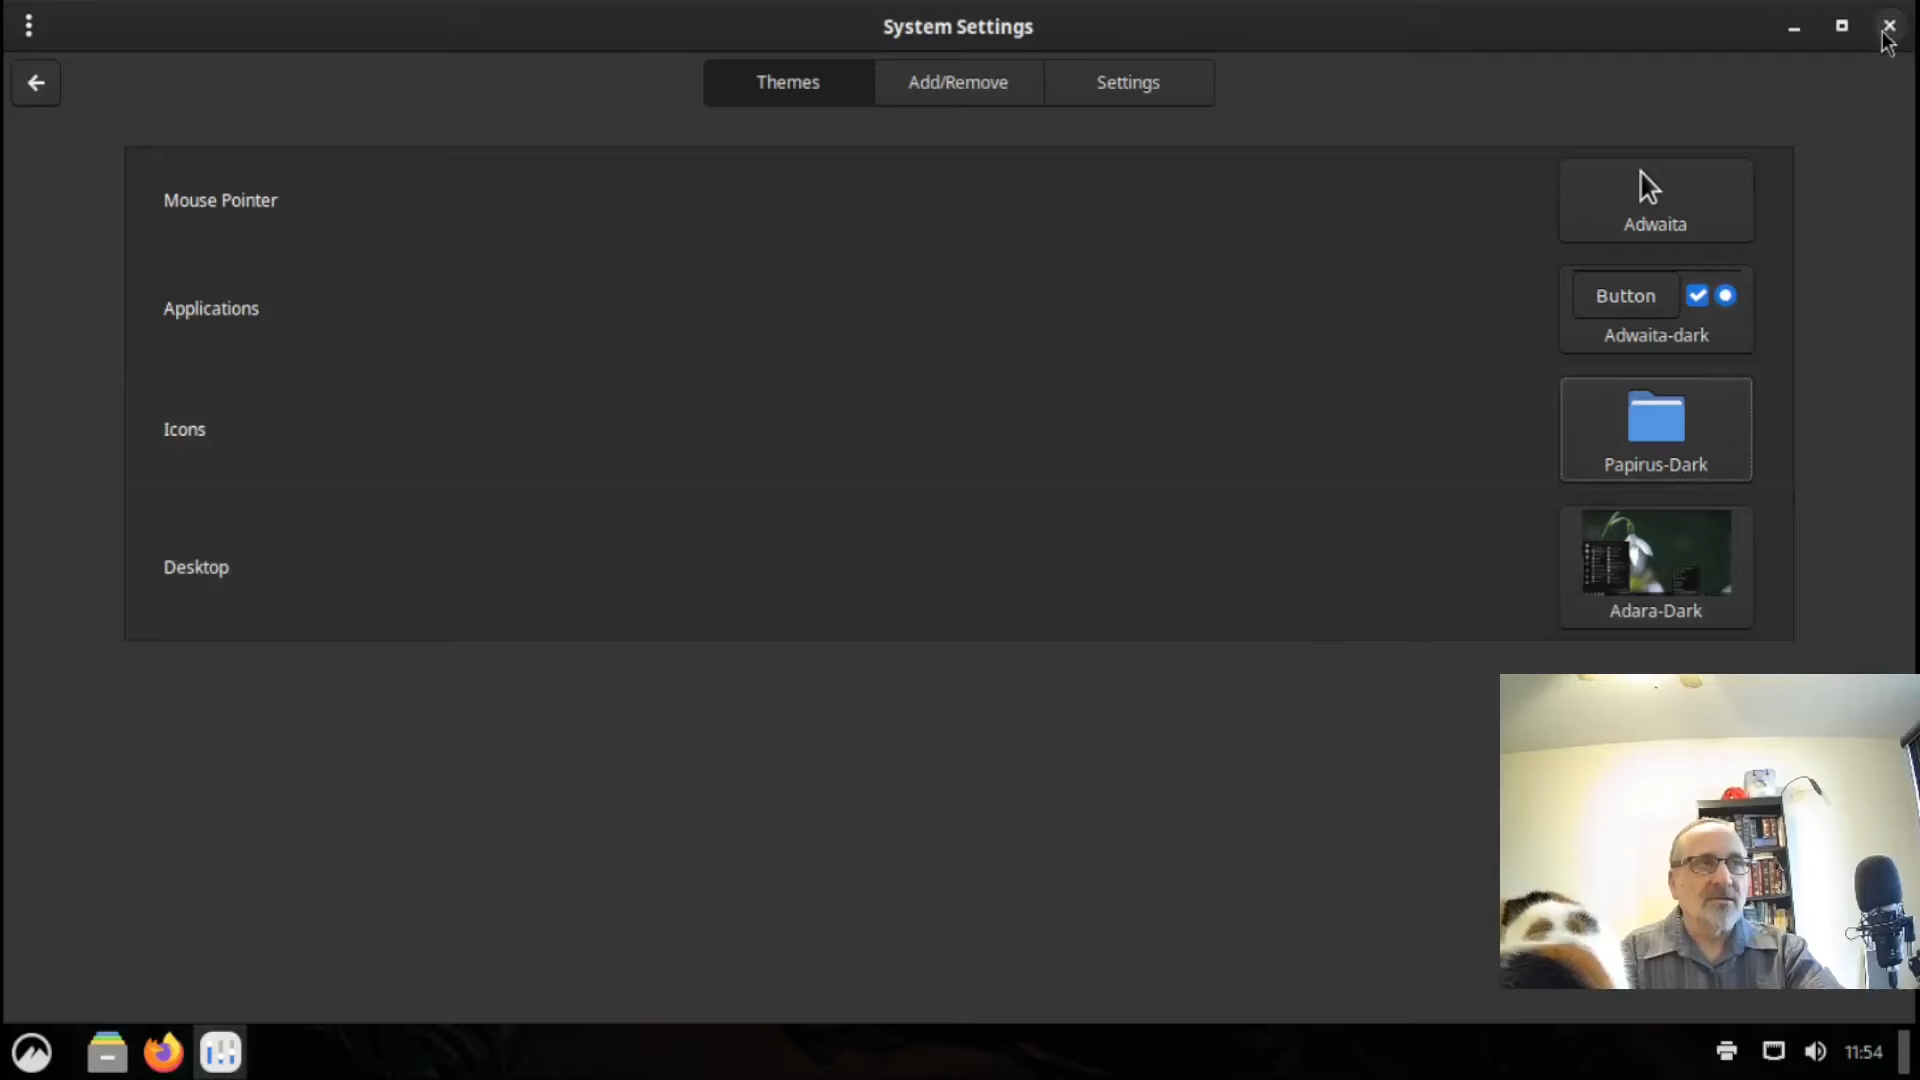 System Settings
Themes
Add/Remove
Settings
Mouse Pointer
Adwaita
Applications
Button
Adwaita-dark
Icons
Papirus-Dark
Desktop
Adara-Dark
11:54